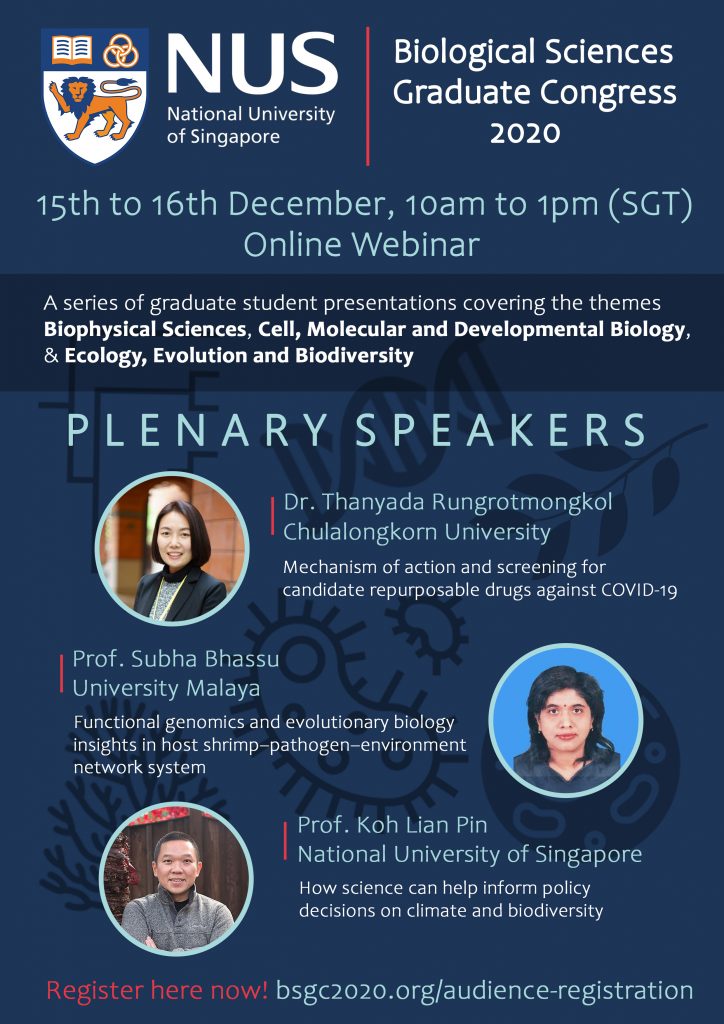 NUS
National University
of Singapore
Biological Sciences
Graduate Congress
2020
15th to 16th December, 10am to 1pm (SGT)
Online Webinar
A series of graduate student presentations covering the themes
Biophysical Sciences, Cell, Molecular and Developmental Biology,
& Ecology, Evolution and Biodiversity
PLENARY SPEAKERS
Dr. Thanyada Rungrotmongkol
Chulalongkorn University
Mechanism of action and screening for
candidate repurposable drugs against COVID-19
Prof. Subha Bhassu
University Malaya
Functional genomics and evolutionary biology
insights in host shrimp–pathogen–environment
network system
Prof. Koh Lian Pin
National University of Singapore
How science can help inform policy
decisions on climate and biodiversity
Register here now! bsgc2020.org/audience-registration